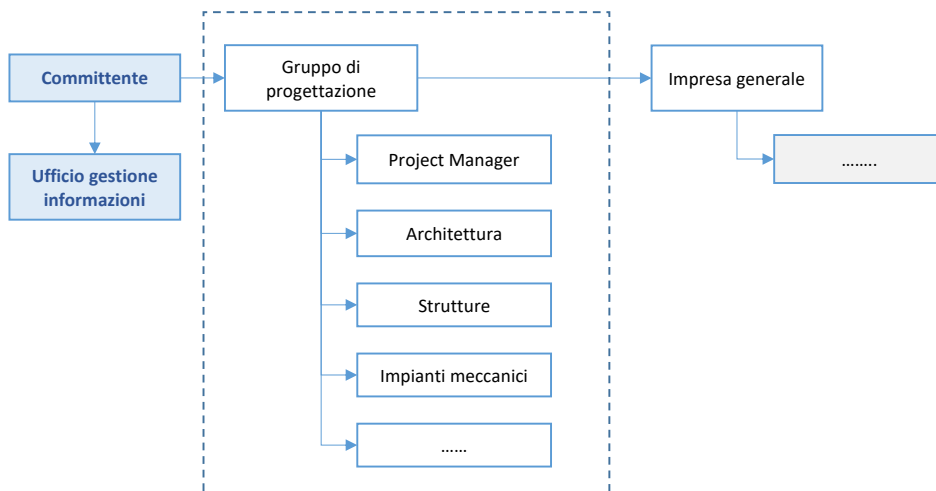 Committente
Gruppo di
progettazione
Impresa generale
Ufficio gestione
informazioni
Project Manager
........
Architettura
Strutture
Impianti meccanici
......